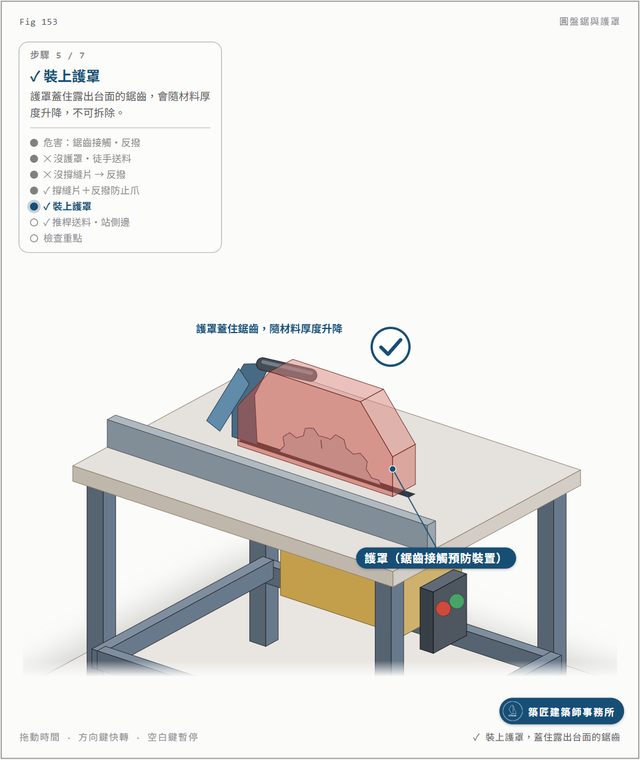 Fig 153
圓盤鋸與護罩
步驟 5 / 7
✓ 裝上護罩
護罩蓋住露出台面的鋸齒，會隨材料厚
度升降，不可拆除。
危害：鋸齒接觸・反撥
✕ 沒護罩・徒手送料
✕ 沒撐縫片 → 反撥
✓ 撐縫片＋反撥防止爪
✓ 裝上護罩
✓ 推桿送料・站側邊
檢查重點
護罩蓋住鋸齒，隨材料厚度升降
護罩（鋸齒接觸預防裝置）
築匠建築師事務所
拖動時間 · 方向鍵快轉 · 空白鍵暫停
✓ 裝上護罩，蓋住露出台面的鋸齒